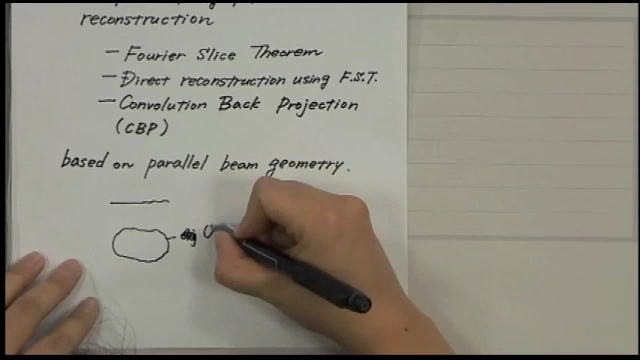 reconstruction
- Fourier Slice Theorem
- Direct reconstruction using F.S.T.
- Convolution Back Projection
(CBP)
based on parallel beam geometry.